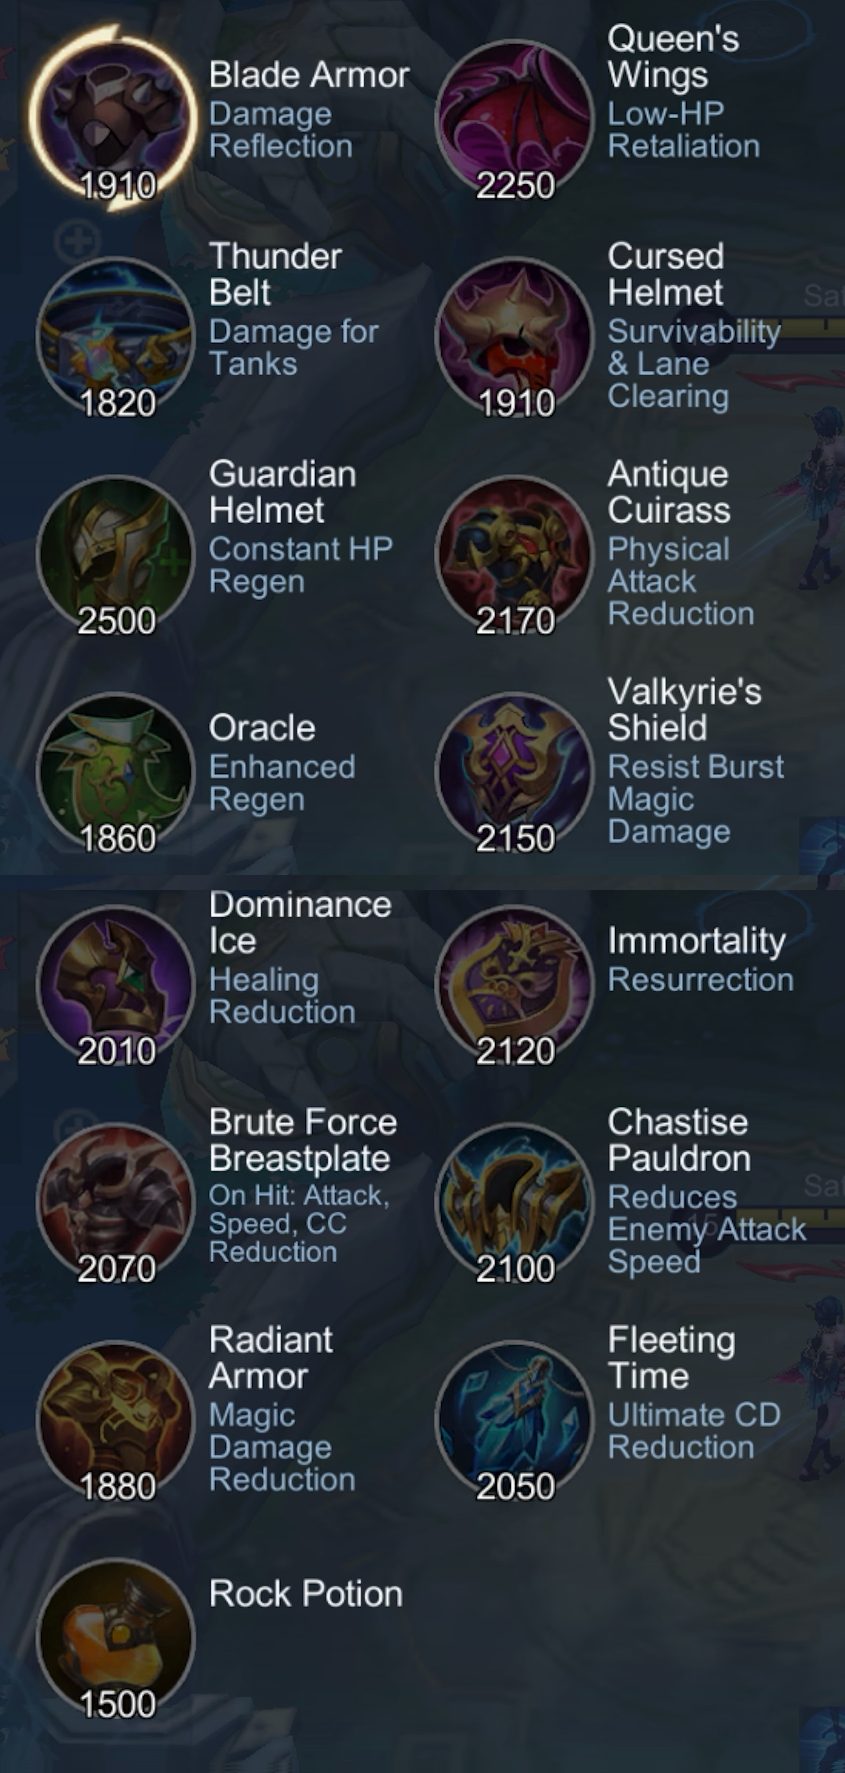 Blade Armor
Damage
Reflection
1910
Queen's
Wings
Low-HP
Retaliation
2250
Thunder
Belt
Damage for
Tanks
1820
Cursed
Helmet
Survivability
& Lane
Clearing
1910
Guardian
Helmet
Constant HP
Regen
2500
Antique
Cuirass
Physical
Attack
Reduction
2170
Oracle
Enhanced
Regen
1860
Valkyrie's
Shield
Resist Burst
Magic
Damage
2150
Dominance
Ice
Healing
Reduction
2010
Immortality
Resurrection
2120
Brute Force
Breastplate
On Hit: Attack,
Speed, CC
Reduction
2070
Chastise
Pauldron
Reduces
Enemy Attack
Speed
2100
Radiant
Armor
Magic
Damage
Reduction
1880
Fleeting
Time
Ultimate CD
Reduction
2050
Rock Potion
1500